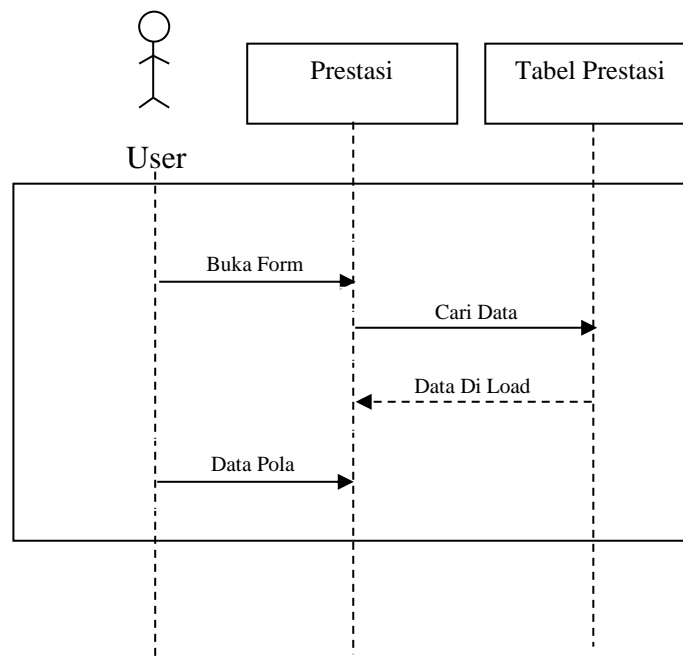 Prestasi
Tabel Prestasi
User
Buka Form
Cari Data
Data Di Load
Data Pola